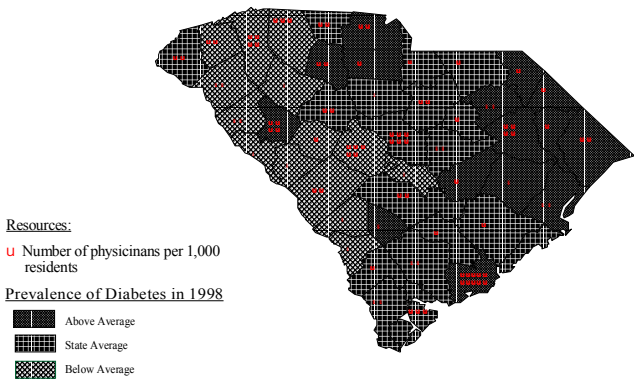 Resources:
u Number of physicinans per 1,000
residents
Prevalence of Diabetes in 1998
Above Average
State Average
Below Average